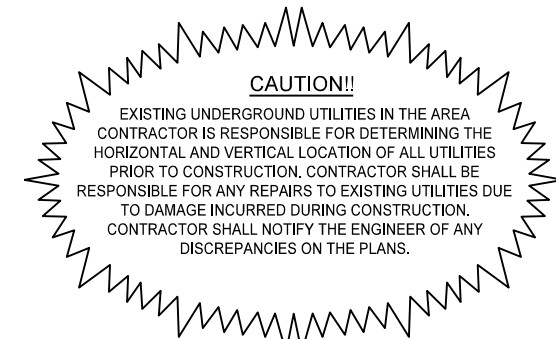 CAUTION!!
EXISTING UNDERGROUND UTILITIES IN THE AREA
CONTRACTOR IS RESPONSIBLE FOR DETERMINING THE
HORIZONTAL AND VERTICAL LOCATION OF ALL UTILITIES
PRIOR TO CONSTRUCTION. CONTRACTOR SHALL BE
RESPONSIBLE FOR ANY REPAIRS TO EXISTING UTILITIES DUE
TO DAMAGE INCURRED DURING CONSTRUCTION.
CONTRACTOR SHALL NOTIFY THE ENGINEER OF ANY
DISCREPANCIES ON THE PLANS.